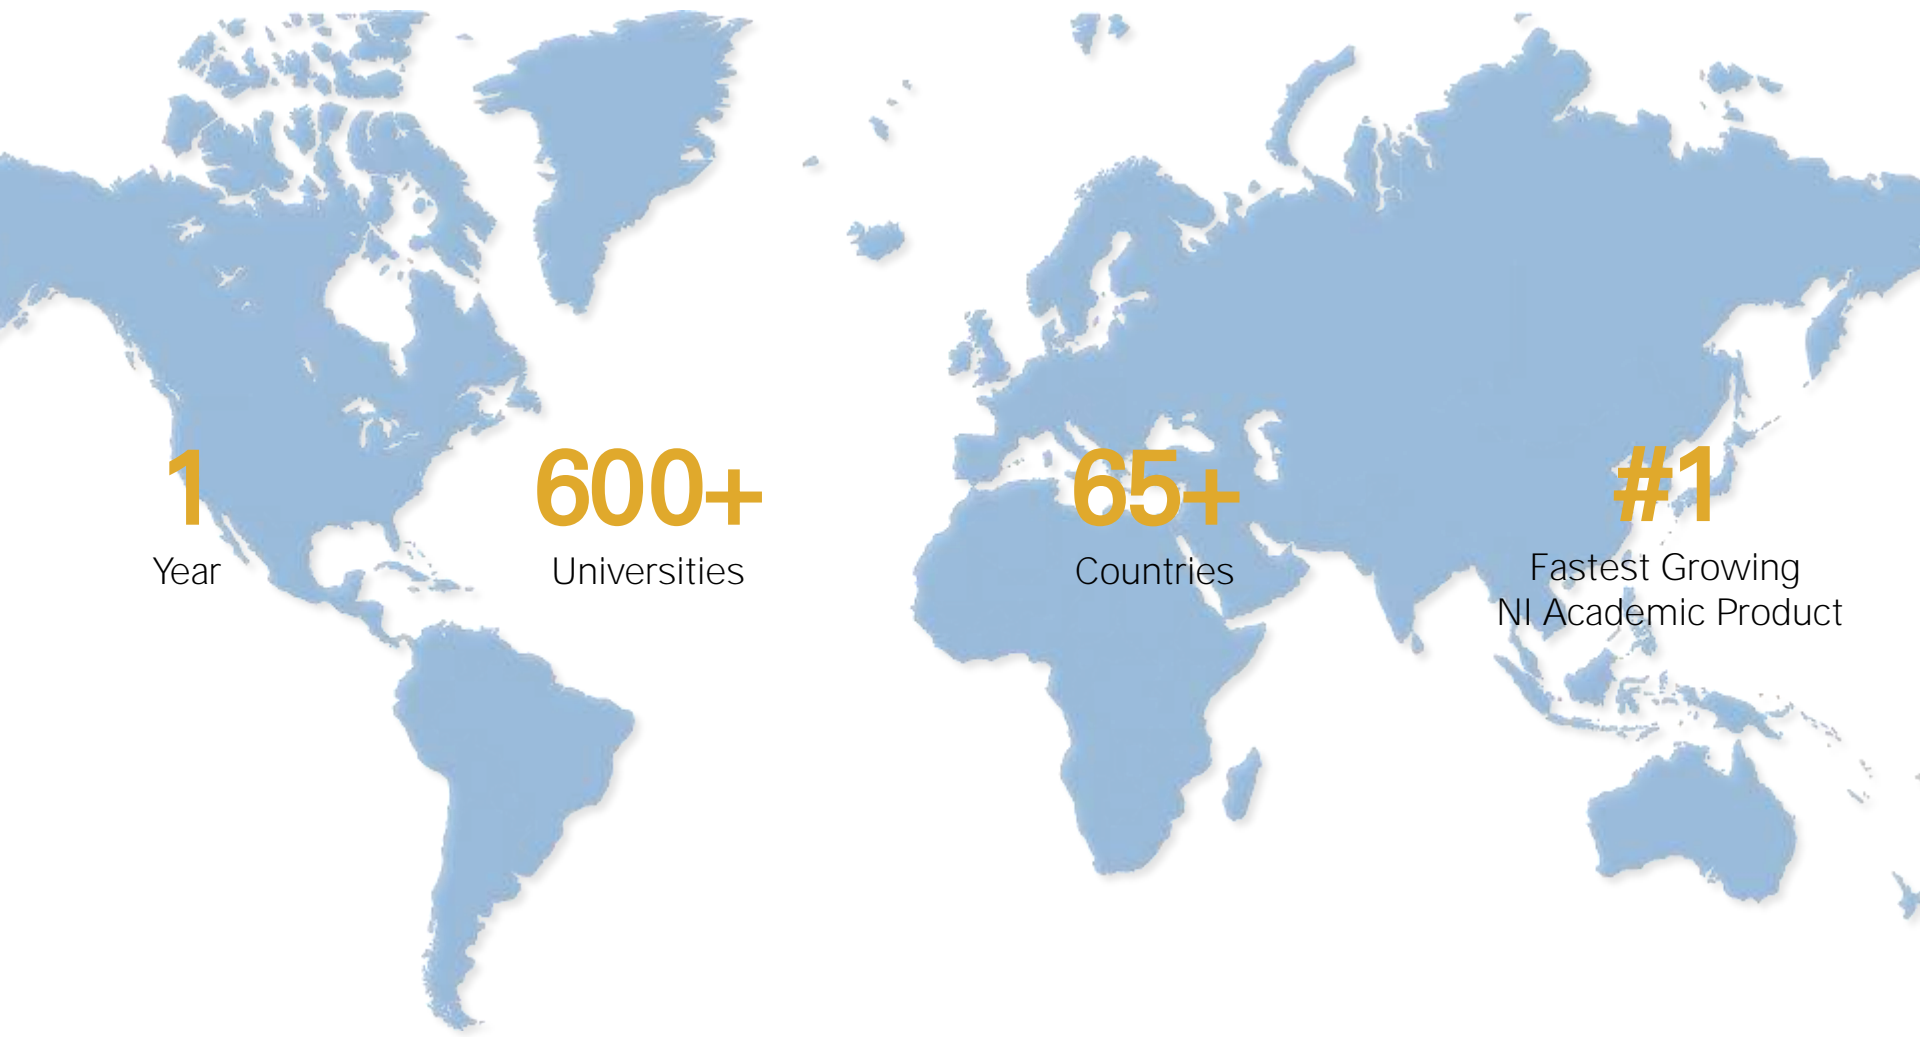 1
Year
600+
Universities
65+
Countries
#1
Fastest Growing
NI Academic Product